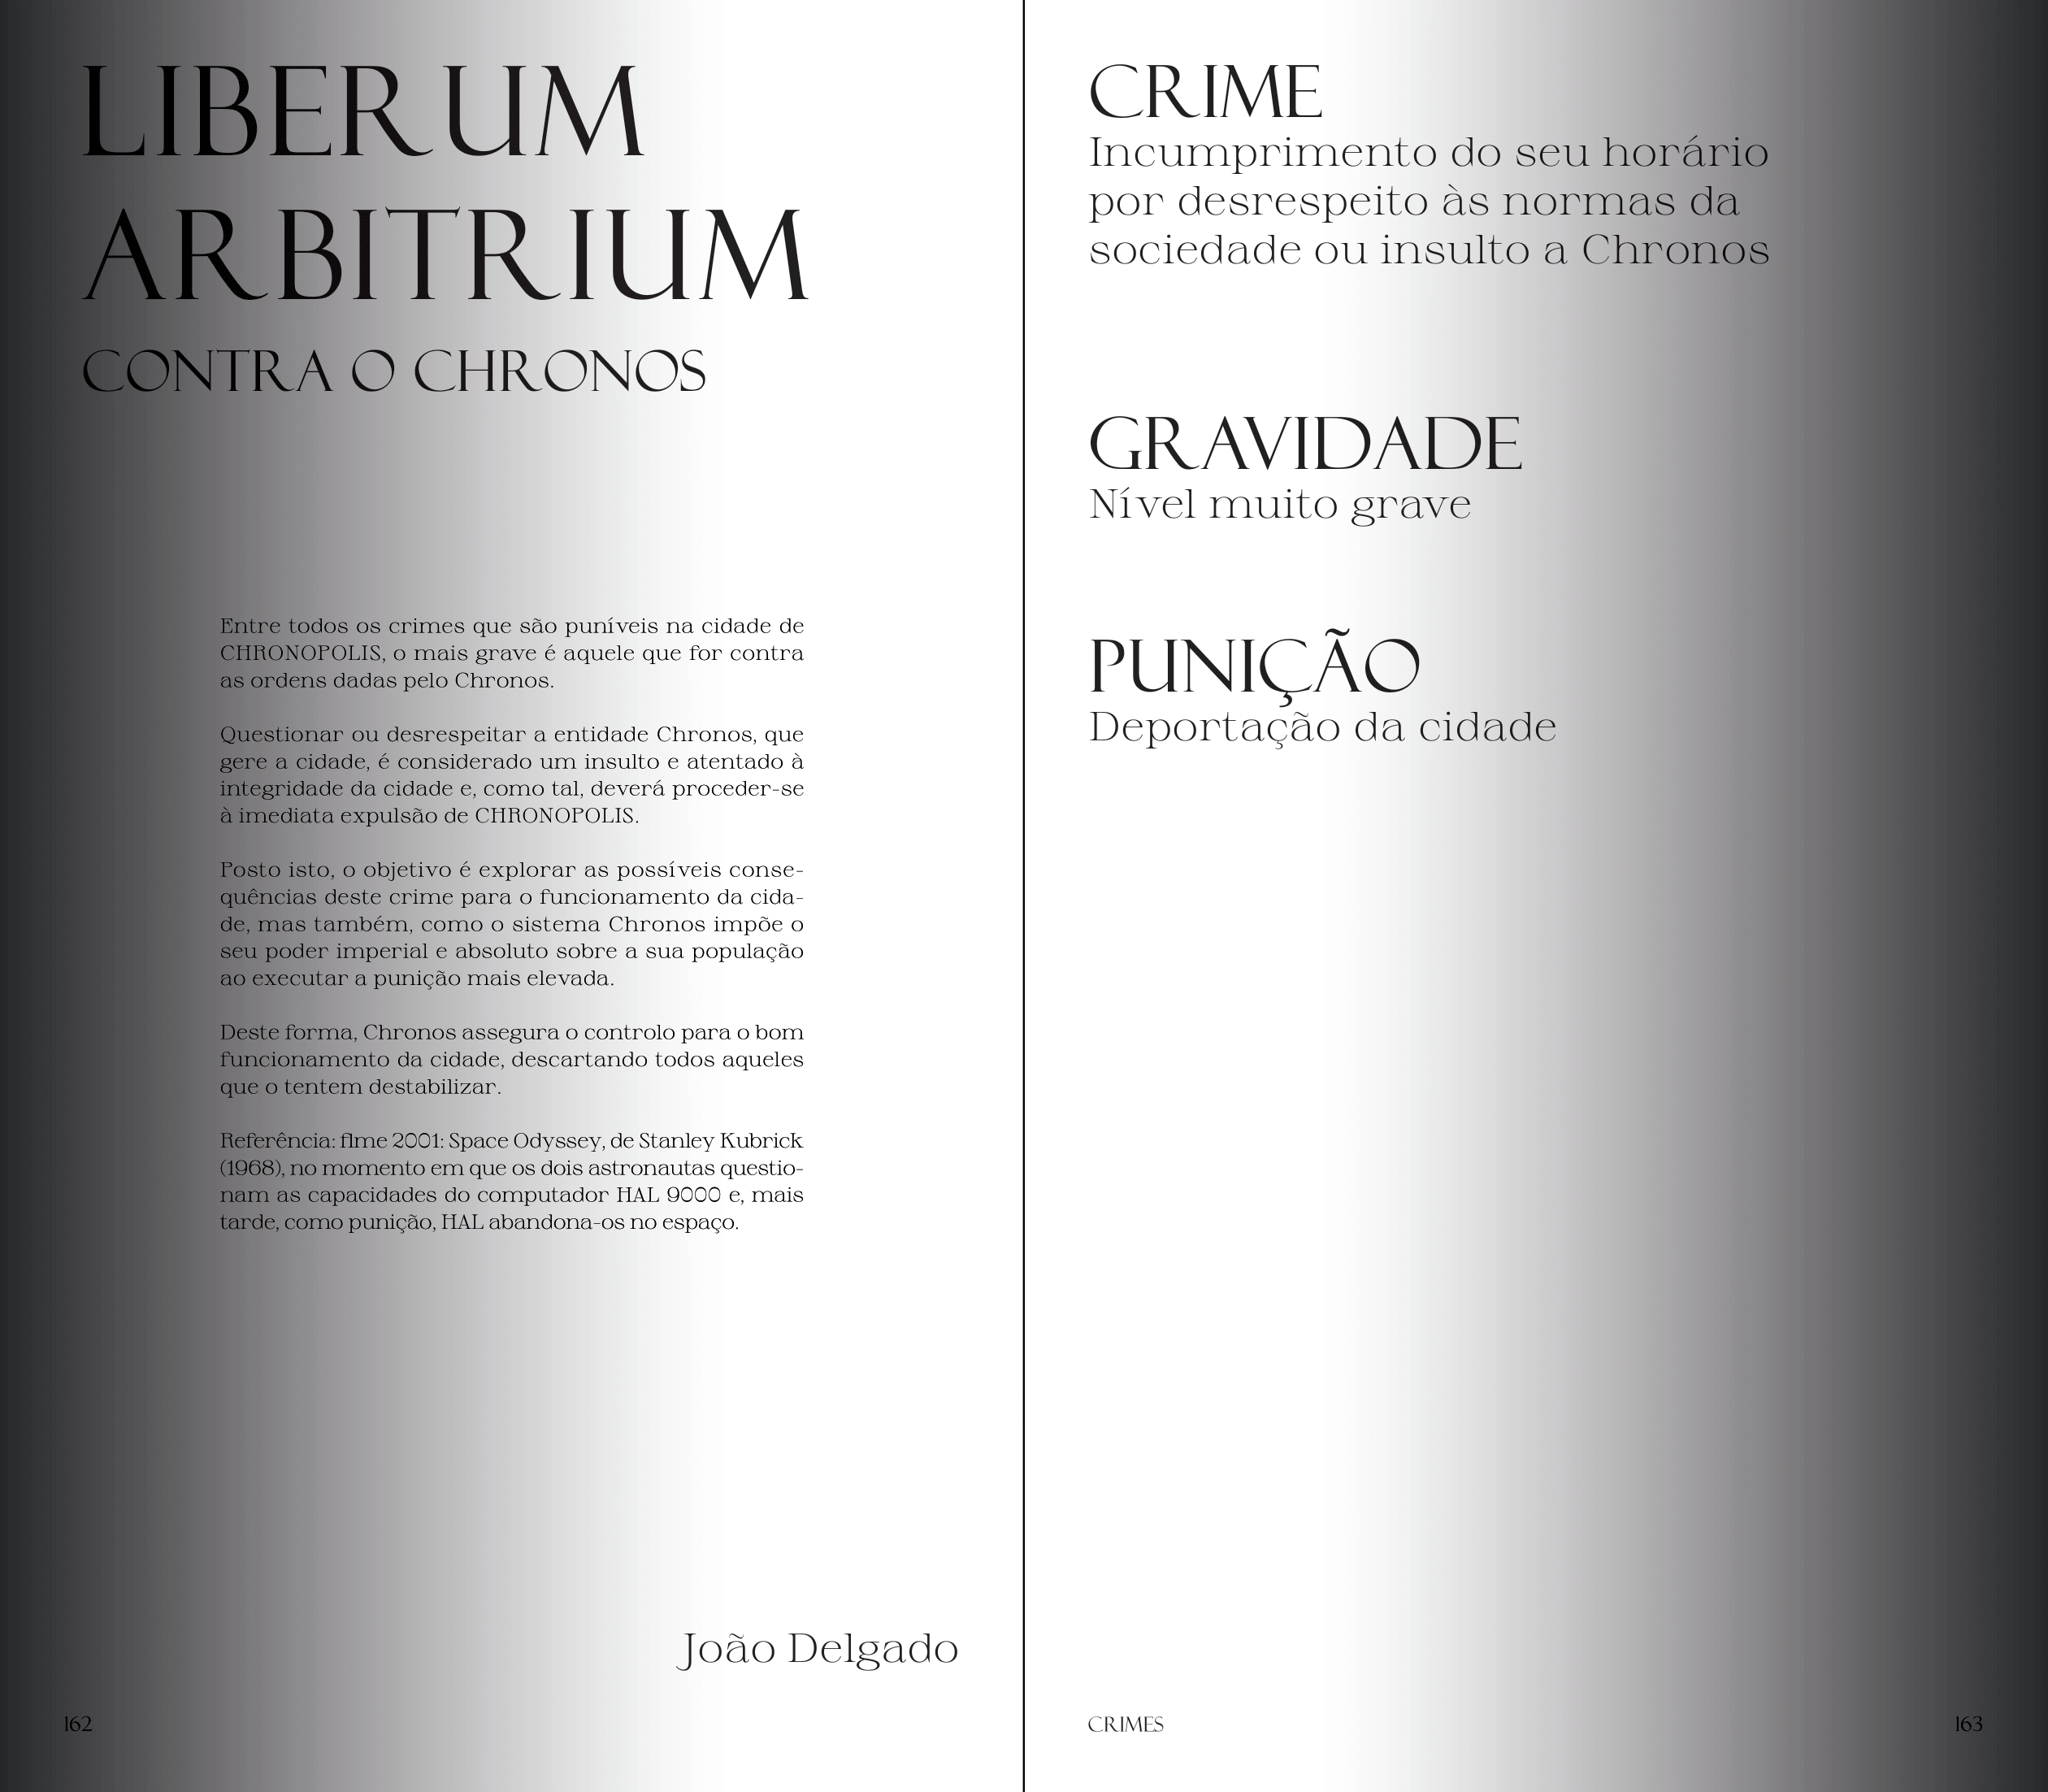 LIBERUM
ARBITRIUM
CONTRA O CHRONOS
Entre todos os crimes que são puníveis na cidade de
CHRONOPOLIS, o mais grave é aquele que for contra
as ordens dadas pelo Chronos.
Questionar ou desrespeitar a entidade Chronos, que
gere a cidade, é considerado um insulto e atentado à
integridade da cidade e, como tal, deverá proceder-se
à imediata expulsão de CHRONOPOLIS.
Posto isto, o objetivo é explorar as possíveis conse-
quências deste crime para o funcionamento da cida-
de, mas também, como o sistema Chronos impõe o
seu poder imperial e absoluto sobre a sua população
ao executar a punição mais elevada.
Deste forma, Chronos assegura o controlo para o bom
funcionamento da cidade, descartando todos aqueles
que o tentem destabilizar.
Referência: flme 2001: Space Odyssey, de Stanley Kubrick
(1968), no momento em que os dois astronautas questio-
nam as capacidades do computador HAL 9000 e, mais
tarde, como punição, HAL abandona-os no espaço.
João Delgado
162
CRIME
Incumprimento do seu horário
por desrespeito às normas da
sociedade ou insulto a Chronos
GRAVIDADE
Nível muito grave
PUNIÇÃO
Deportação da cidade
CRIMES
163